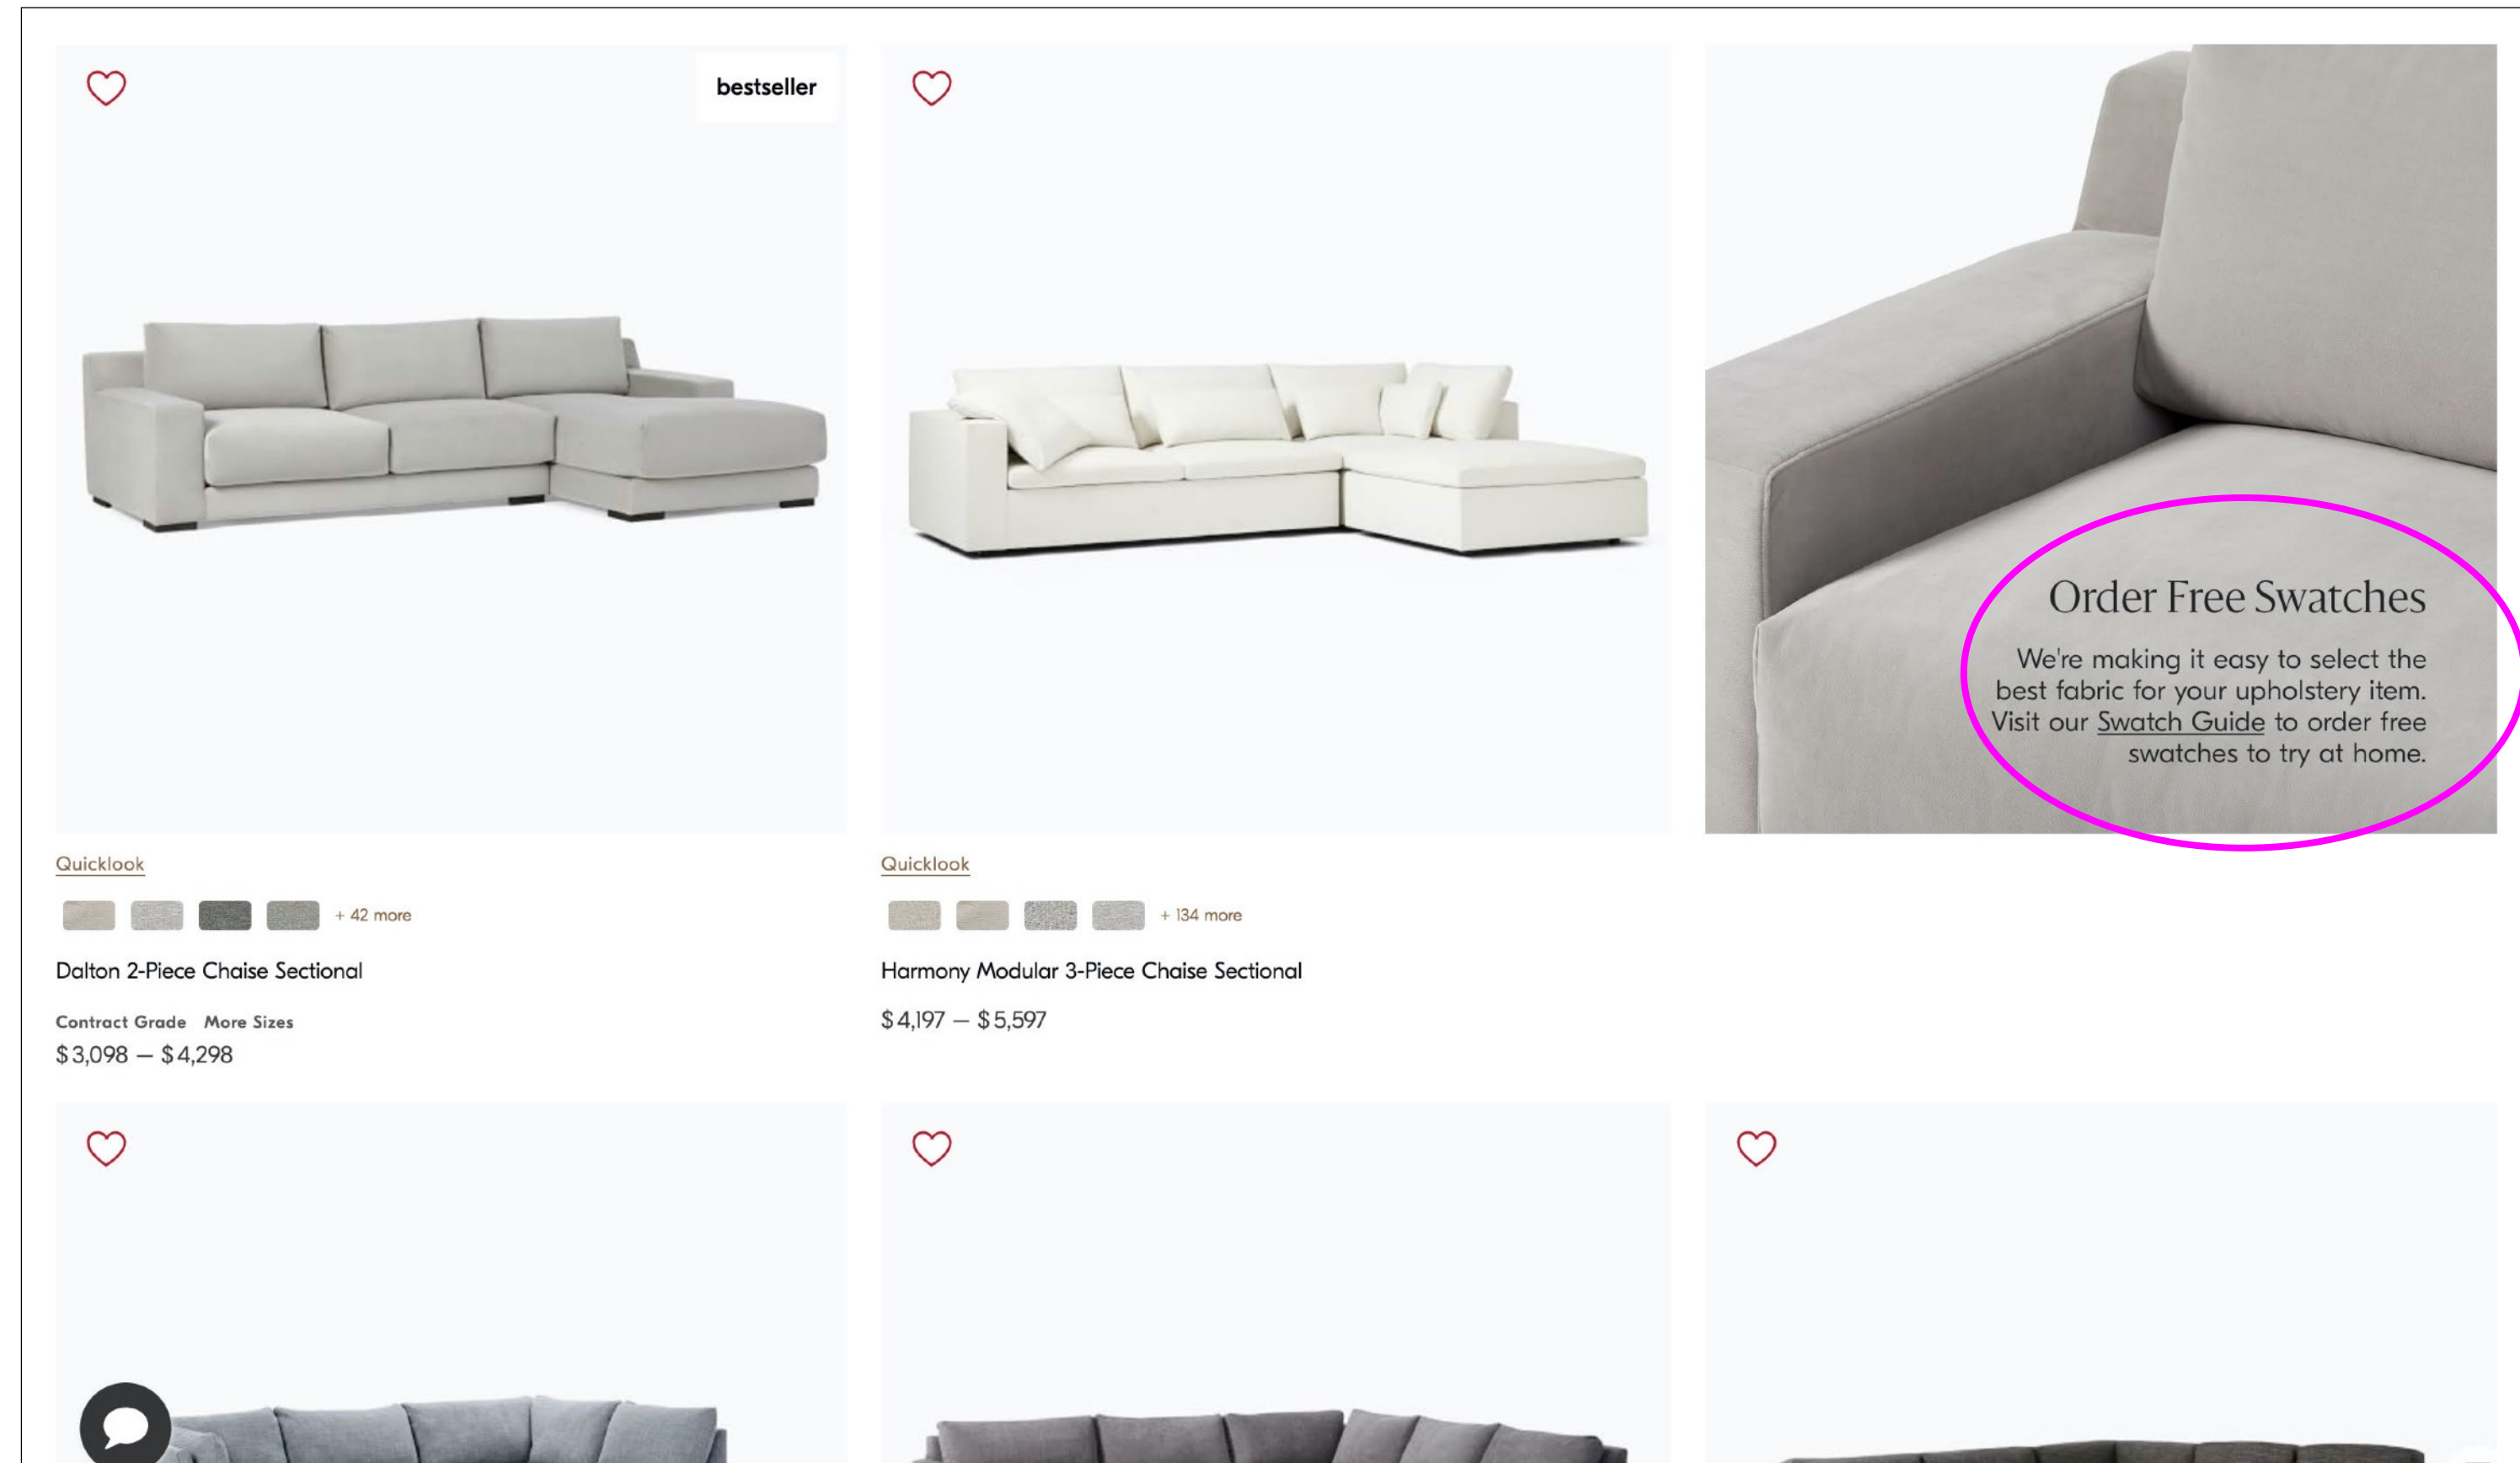 bestseller
Order Free Swatches
We're making it easy to select the
best fabric for your upholstery item.
Visit our Swatch Guide to order free
swatches to try at home.
Quicklook
+ 42 more
Dalton 2-Piece Chaise Sectional
Contract Grade More Sizes
$3,098 – $4,298
Quicklook
+ 134 more
Harmony Modular 3-Piece Chaise Sectional
$4,197 – $5,597